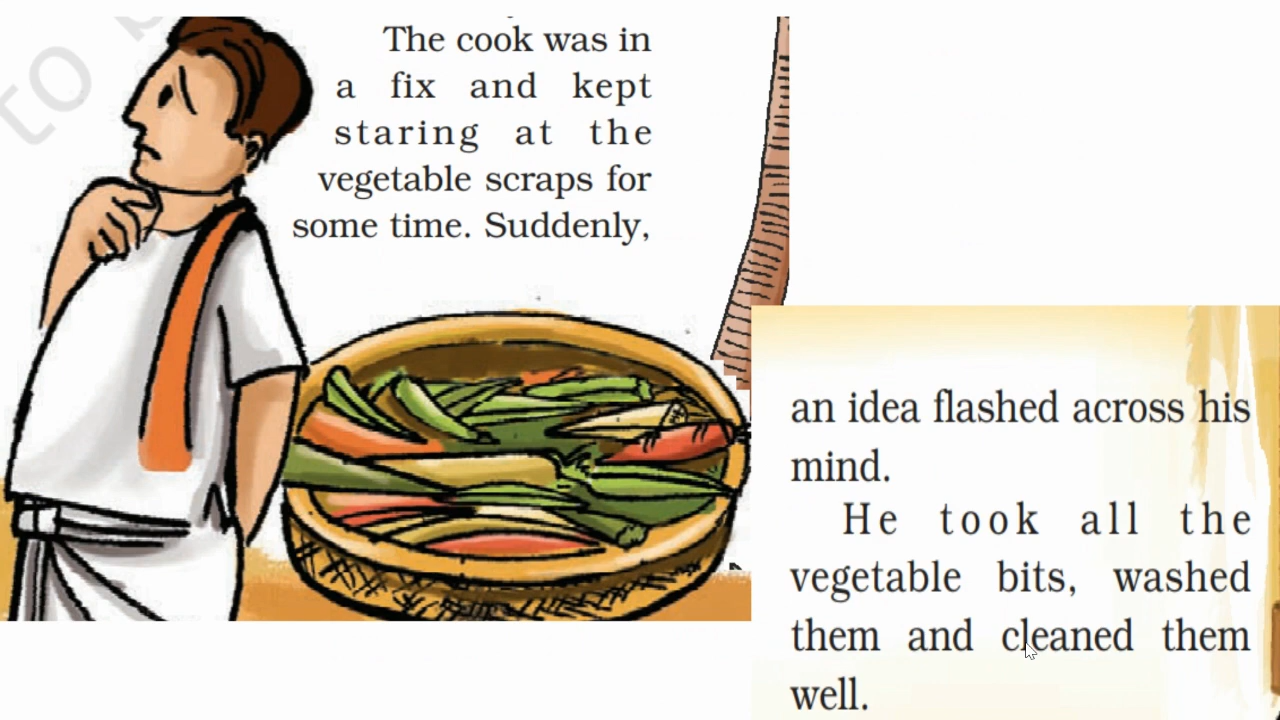 to b
The cook was in
a fix and kept
staring at the
vegetable scraps for
some time. Suddenly,
an idea flashed across his
mind.
He took all the
vegetable bits, washed
them and cleaned them
well.